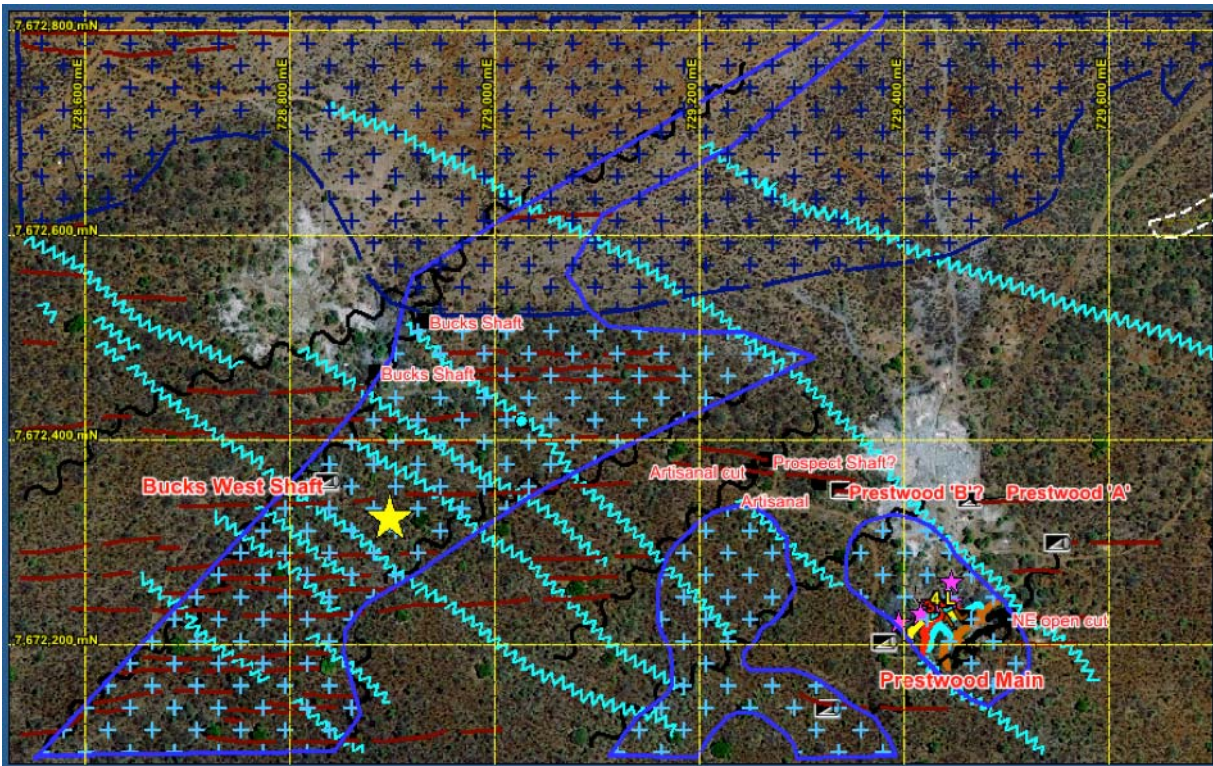 7,672,800 mN
728,600 mE
728,800 mE
729,000 mE
729,200 mE
729,400 mE
729,600 mE
7,672,600 mN
Bucks Shaft
Bucks Shaft
7,672,400 mN
Prospect Shaft?
Artisanal cut
Bucks West Shaft
Prestwood 'B'?
Prestwood 'A'
Artisanal
4 L
NE open cut
7,672,200 mN
Prestwood Main